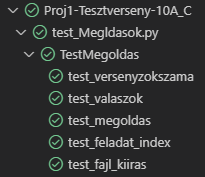 Proj1-Tesztverseny-10A_C
test_Megldasok.py
TestMegoldas
test_versenyzokszama
test_valaszok
test_megoldas
test_feladat_index
test_fajl_kiiras